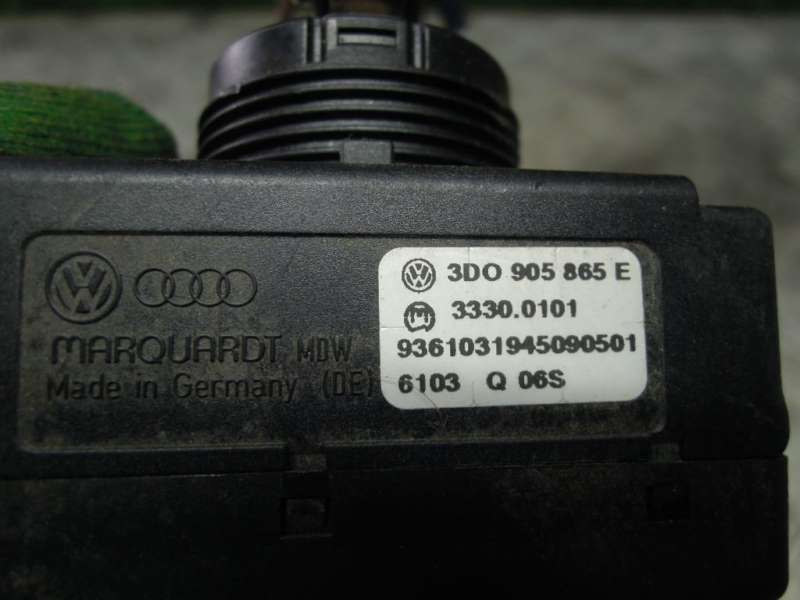 MARQUARDT MDW
Made in Germany (DE)
3D0 905 865 E
3330.0101
9361031945090501
6103 Q 06S